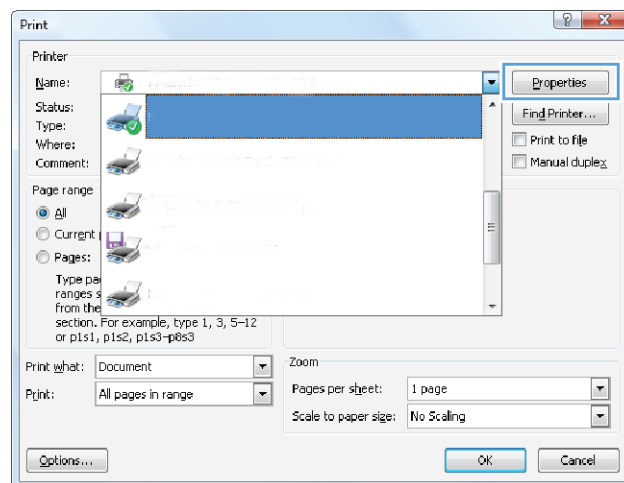 Print
Printer
Name:
Properties
Status:
Type:
Find Printer...
Where:
Print to file
Comment:
Manual duplex
Page range
All
Current
Pages:
Type
ranges
from the
section. For example, type 1, 3, 5–12
or p1s1, p1s2, p1s3–p8s3
Print what: Document
Print: All pages in range
Zoom
Pages per sheet: 1 page
Scale to paper size: No Scaling
Options...
OK
Cancel